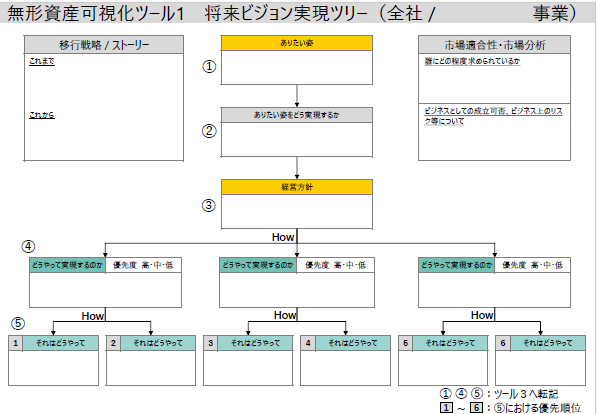 無形資産可視化ツール1　将来ビジョン実現ツリー（全社 /　　　　　事業）
移行戦略 / ストーリー
これまで
これから
①
ありたい姿
市場適合性・市場分析
誰にどの程度求められているか
ビジネスとしての成立可否、ビジネス上のリス
ク等について
②
ありたい姿をどう実現するか
③
経営方針
How
④
どうやって実現するのか 優先度 高・中・低
どうやって実現するのか 優先度 高・中・低
どうやって実現するのか 優先度 高・中・低
How
How
How
⑤
1 それはどうやって
2 それはどうやって
3 それはどうやって
4 それはどうやって
5 それはどうやって
6 それはどうやって
① ④ ⑤：ツール３へ転記
1 ～ 6：⑤における優先順位